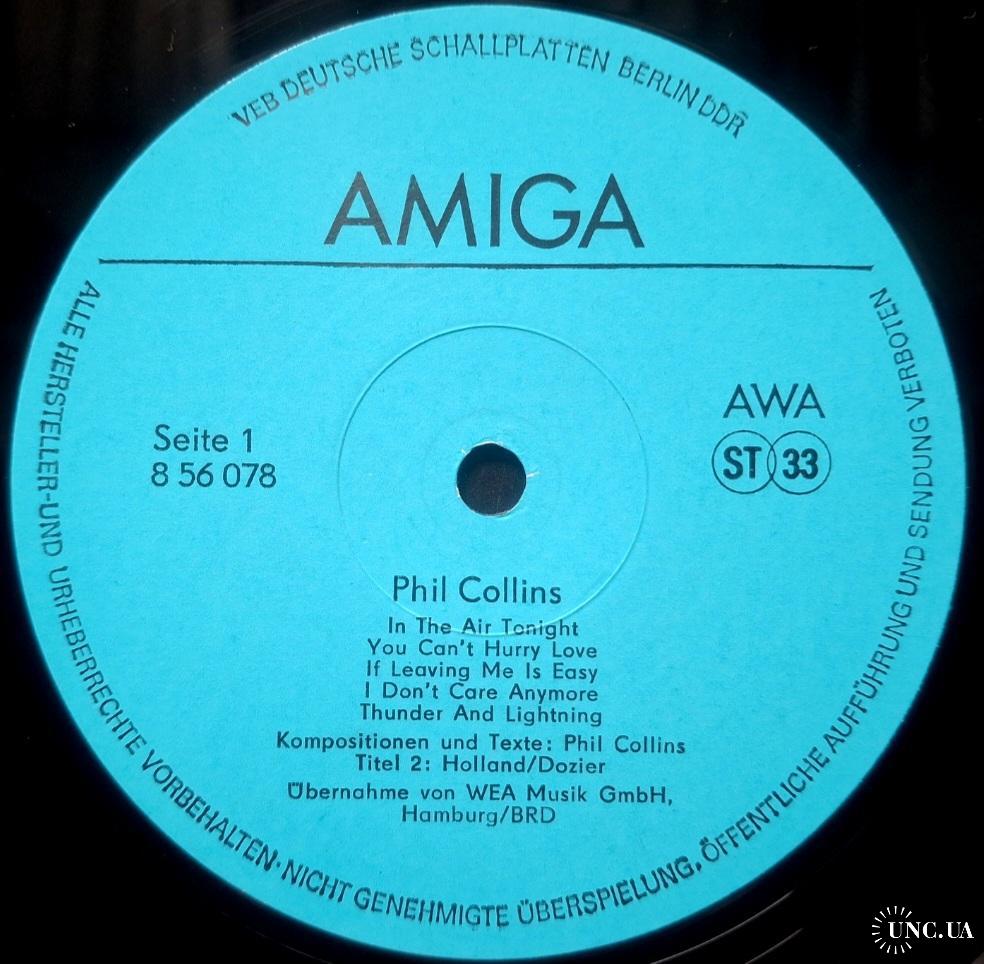 VEB DEUTSCHE SCHALLPLATTEN BERLIN DDR
AMIGA
Seite 1
8 56 078
AWA
ST 33
Phil Collins
In The Air Tonight
You Can't Hurry Love
If Leaving Me Is Easy
I Don't Care Anymore
Thunder And Lightning
Kompositionen und Texte: Phil Collins
Titel 2: Holland/Dozier
Übernahme von WEA Musik GmbH,
Hamburg/BRD
ALLE HERSTELLER-UND URHEBERRECHTE VORBEHALTEN·NICHT GENEHMIGTE ÜBERSPIELUNG, ÖFFENTLICHE AUFFÜHRUNG UND SENDUNG VERBOTEN
UNC.UA